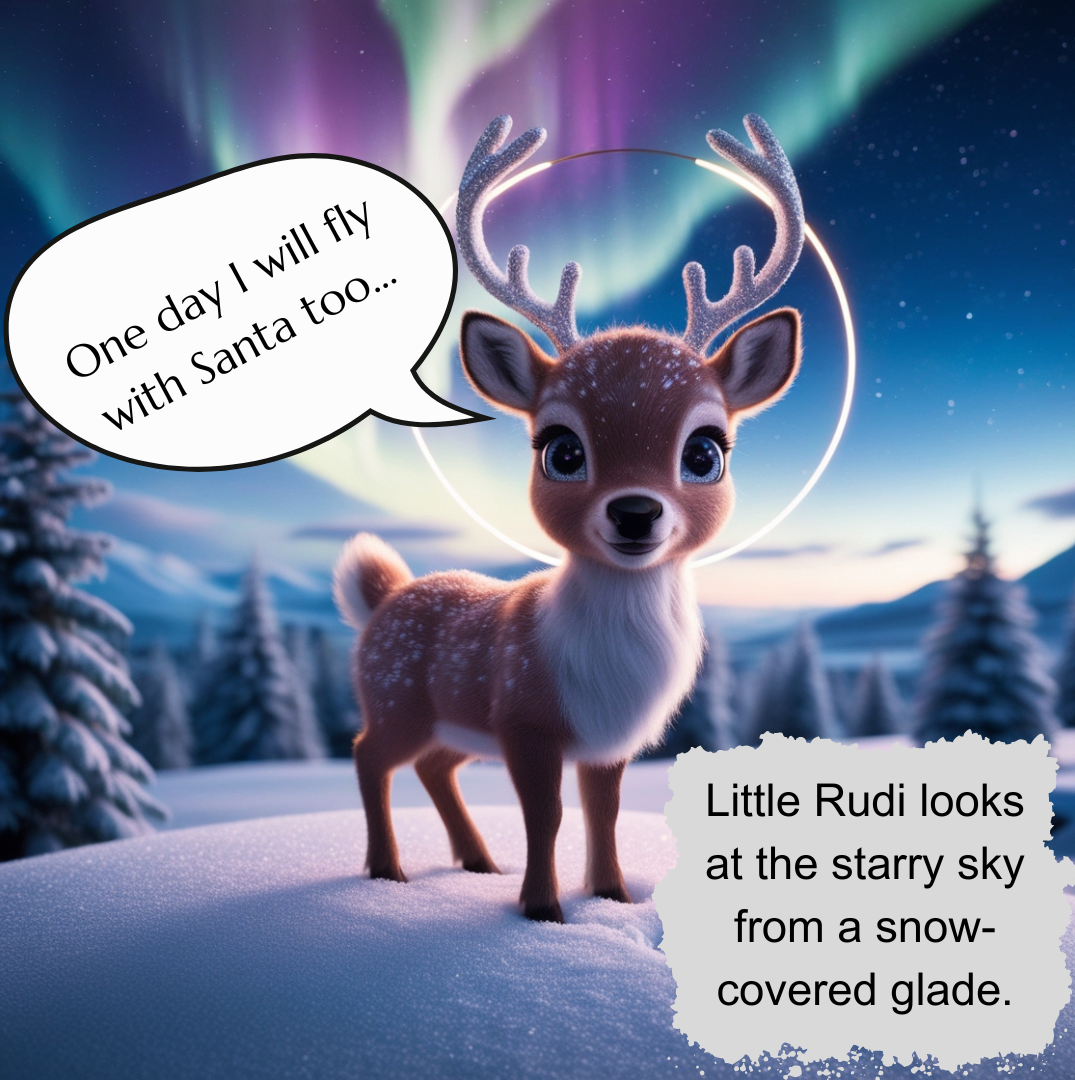 One day I will fly
with Santa too...
Little Rudi looks
at the starry sky
from a snow-
covered glade.